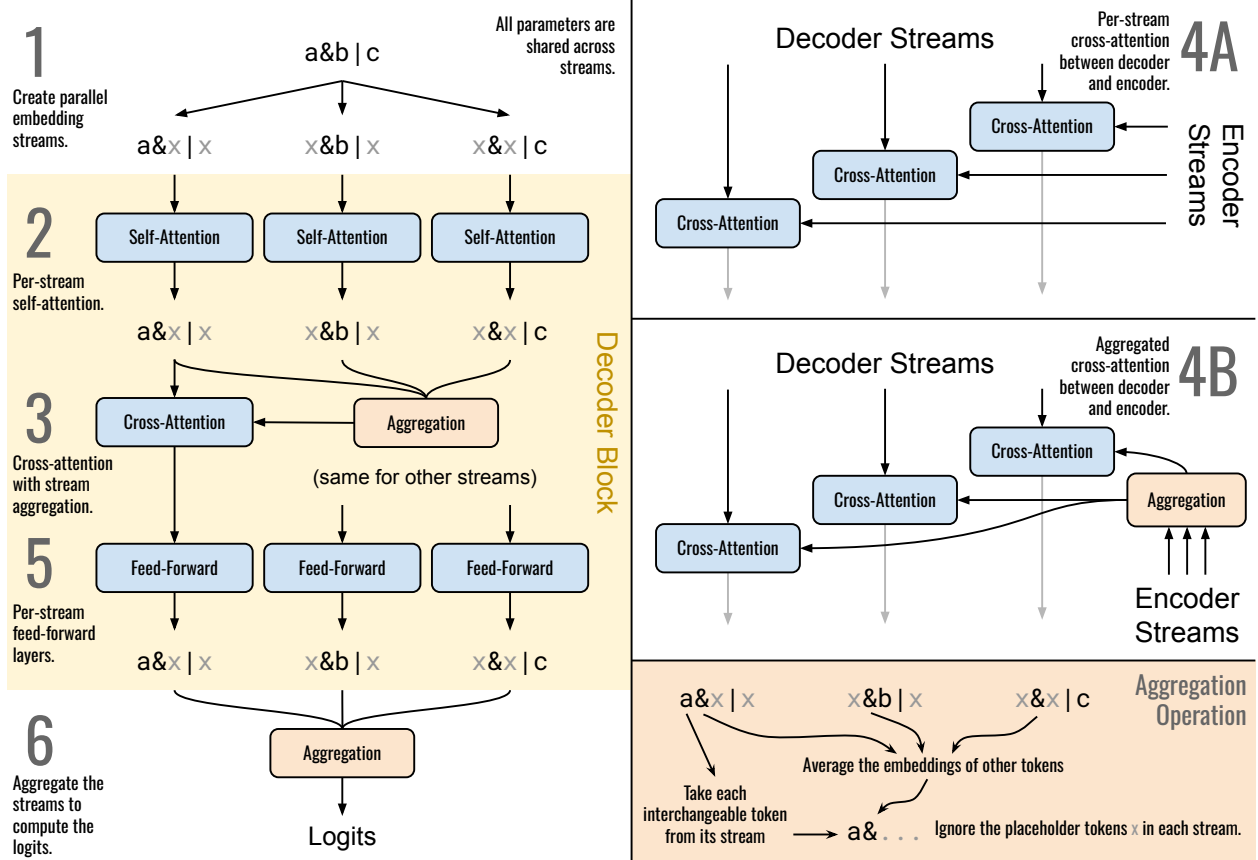 1
Create parallel
embedding
streams.
All parameters are
shared across
streams.
a&b|c
a&x|x
x&b|x
x&x|c
2
Per-stream
self-attention.
Self-Attention
Self-Attention
Self-Attention
a&x|x
x&b|x
x&x|c
Decoder Block
3
Cross-attention
with stream
aggregation.
Cross-Attention
Aggregation
(same for other streams)
5
Per-stream
feed-forward
layers.
Feed-Forward
Feed-Forward
Feed-Forward
a&x|x
x&b|x
x&x|c
6
Aggregate the
streams to
compute the
logits.
Aggregation
Logits
4A
Per-stream
cross-attention
between decoder
and encoder.
Decoder Streams
Cross-Attention
Cross-Attention
Cross-Attention
Encoder
Streams
4B
Aggregated
cross-attention
between decoder
and encoder.
Decoder Streams
Cross-Attention
Cross-Attention
Cross-Attention
Aggregation
Encoder
Streams
Aggregation
Operation
a&x|x
x&b|x
x&x|c
Average the embeddings of other tokens
Take each
interchangeable token
from its stream
a&...
Ignore the placeholder tokens x in each stream.